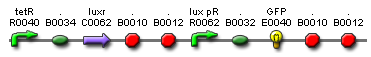 tetR . luxr . . lux pR . GFP . .
R0040 B0034 C0062 B0010 B0012 R0062 B0032 E0040 B0010 B0012